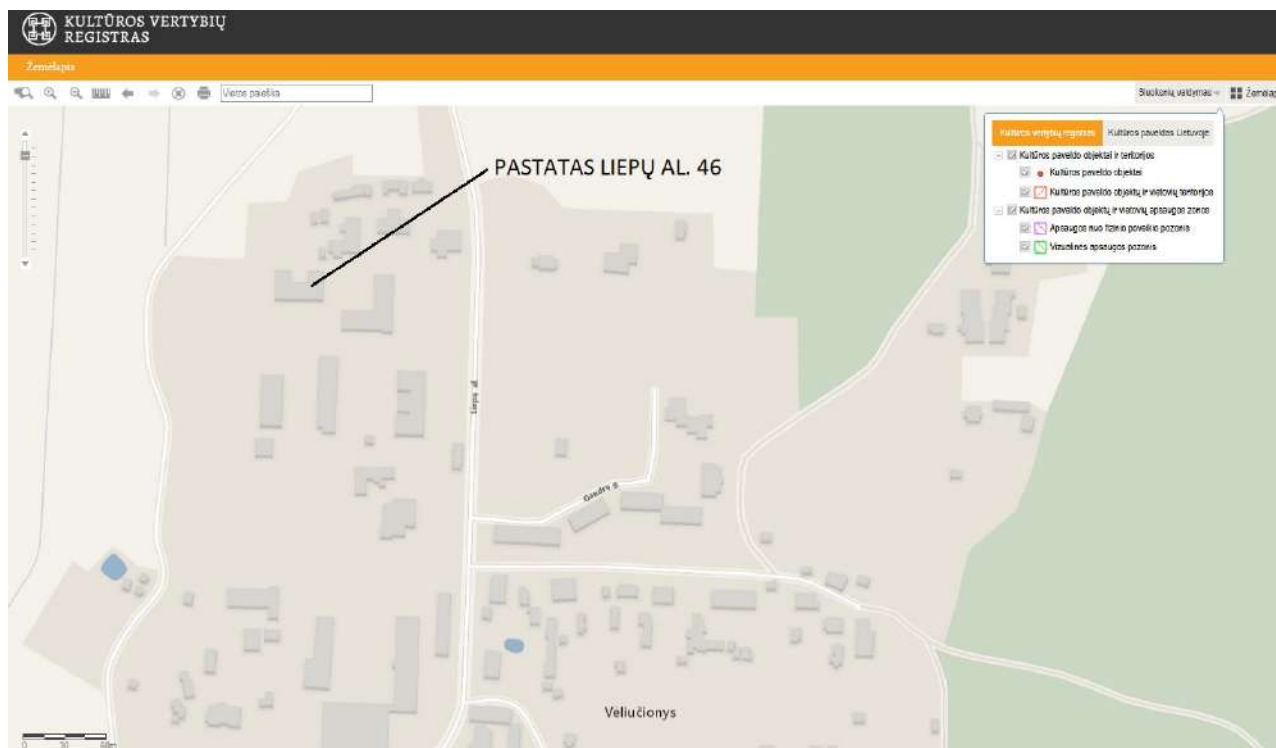 KULTŪROS VERTYBIŲ
REGISTRAS
Žemėlapis
Vietos paieška
Sluoksnių valdymas
Žemėlap
Kultūros vertybių registras
Kultūros paveldas Lietuvoje
Kultūros paveldo objektai ir teritorijos
Kultūros paveldo objektai
Kultūros paveldo objektų ir vietovių teritorijos
Kultūros paveldo objektų ir vietovių apsaugos zonos
Apsaugos nuo fizinio poveikio pozonis
Vizualinės apsaugos pozonis
PASTATAS LIEPŲ AL. 46
Liepų al.
Gandrų g.
Veliučionys
0 30 60m